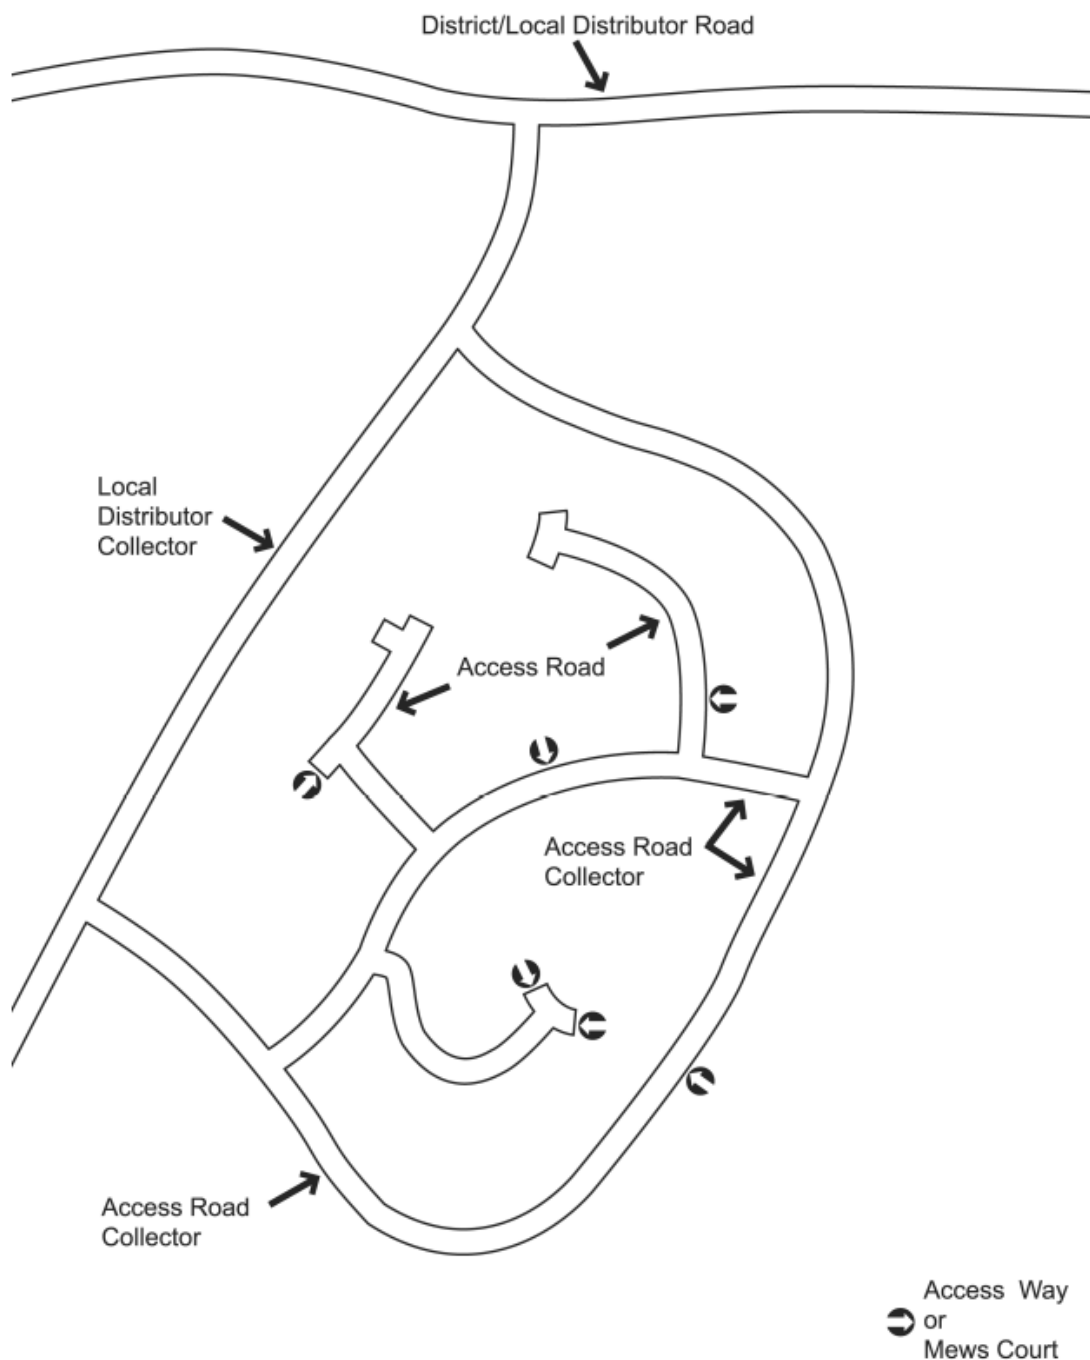 District/Local Distributor Road
Local
Distributor
Collector
Access Road
Access Road
Collector
Access Road
Collector
Access Way
or
Mews Court